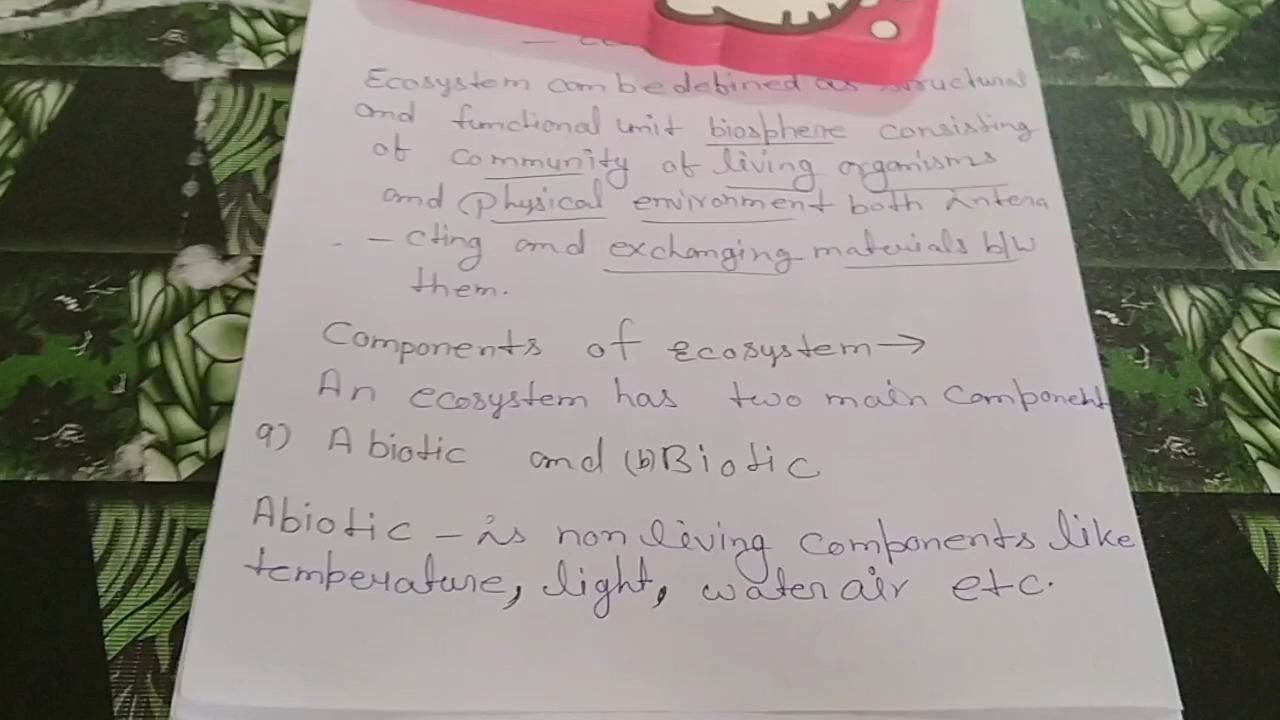 Ecosystem can be defined as structural
and functional unit biosphere consisting
of community of living organisms
and physical environment both intera
- cting and exchanging materials b/w
them.
Components of ecosystem →
An ecosystem has two main component
a) Abiotic and (b) Biotic
Abiotic - is non living components like
temperature, light, water air etc.